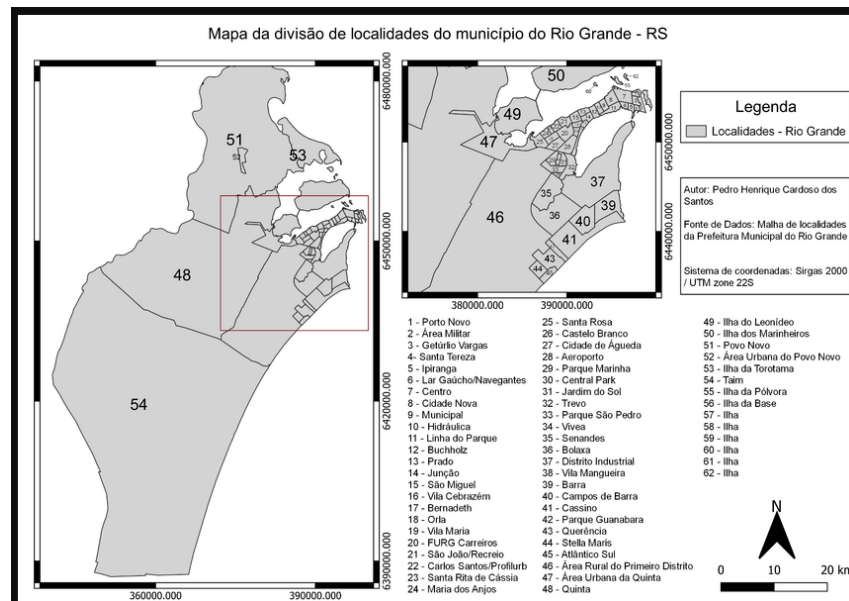 Mapa da divisão de localidades do município do Rio Grande - RS
51
52
53
48
54
6480000.000
6450000.000
6420000.000
6390000.000
360000.000
390000.000
50
49
47
46
37
35
36
39
40
41
43
44
7
8
20
60
62
6450000.000
6440000.000
380000.000
390000.000
Legenda
Localidades - Rio Grande
Autor: Pedro Henrique Cardoso dos
Santos
Fonte de Dados: Malha de localidades
da Prefeitura Municipal do Rio Grande
Sistema de coordenadas: Sirgas 2000
/ UTM zone 22S
1 - Porto Novo
2 - Área Militar
3 - Getúrlio Vargas
4- Santa Tereza
5 - Ipiranga
6 - Lar Gaúcho/Navegantes
7 - Centro
8 - Cidade Nova
9 - Municipal
10 - Hidráulica
11 - Linha do Parque
12 - Buchholz
13 - Prado
14 - Junção
15 - São Miguel
16 - Vila Cebrazém
17 - Bernadeth
18 - Orla
19 - Vila Maria
20 - FURG Carreiros
21 - São João/Recreio
22 - Carlos Santos/Profilurb
23 - Santa Rita de Cássia
24 - Maria dos Anjos
25 - Santa Rosa
26 - Castelo Branco
27 - Cidade de Águeda
28 - Aeroporto
29 - Parque Marinha
30 - Central Park
31 - Jardim do Sol
32 - Trevo
33 - Parque São Pedro
34 - Vivea
35 - Senandes
36 - Bolaxa
37 - Distrito Industrial
38 - Vila Mangueira
39 - Barra
40 - Campos de Barra
41 - Cassino
42 - Parque Guanabara
43 - Querência
44 - Stella Maris
45 - Atlântico Sul
46 - Área Rural do Primeiro Distrito
47 - Área Urbana da Quinta
48 - Quinta
49 - Ilha do Leonídeo
50 - Ilha dos Marinheiros
51 - Povo Novo
52 - Área Urbana do Povo Novo
53 - Ilha da Torotama
54 - Taim
55 - Ilha da Pólvora
56 - Ilha da Base
57 - Ilha
58 - Ilha
59 - Ilha
60 - Ilha
61 - Ilha
62 - Ilha
N
0 10 20 km